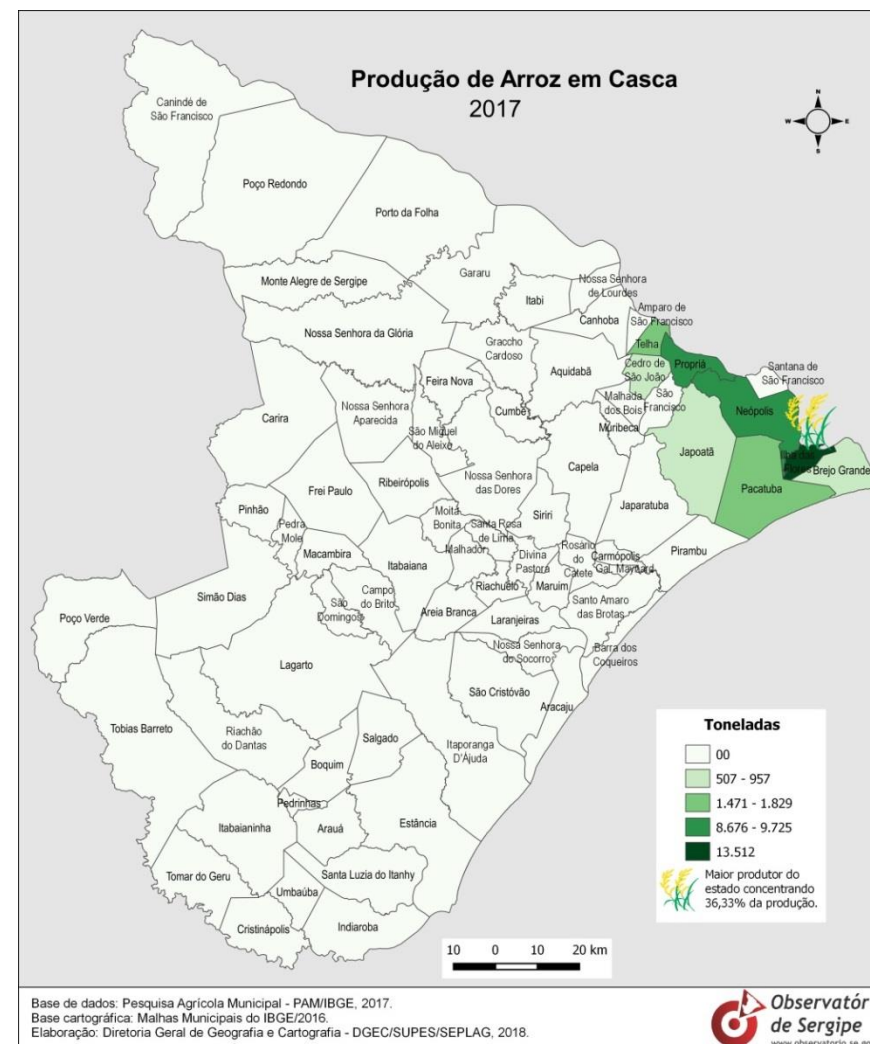 Produção de Arroz em Casca
2017
N
W
E
S
Canindé de
São Francisco
Poço Redondo
Porto da Folha
Monte Alegre de Sergipe
Gararu
Itabi
Nossa Senhora
de Lourdes
Canhoba
Amparo de
São Francisco
Nossa Senhora da Glória
Graccho
Cardoso
Aquidabã
Telha
Propriá
Cedro de
São João
Santana de
São Francisco
Feira Nova
Cumbe
Malhada
dos Bois
São
Francisco
Muribeca
Neópolis
Carira
Nossa Senhora
Aparecida
São Miguel
do Aleixo
Nossa Senhora
das Dores
Capela
Japoatã
Ilha das
Flores
Brejo Grande
Pacatuba
Pinhão
Frei Paulo
Ribeirópolis
Siriri
Japaratuba
Pedra
Mole
Macambira
Moita
Bonita
Santa Rosa
de Lima
Malhador
Divina
Pastora
Rosário
do
Catete
Carmópolis
Gal. Maynard
Pirambu
Itabaiana
Riachuelo
Maruim
Poço Verde
Simão Dias
São
Domingos
Campo
do Brito
Areia Branca
Laranjeiras
Santo Amaro
das Brotas
Nossa Senhora
do Socorro
Barra dos
Coqueiros
Lagarto
São Cristóvão
Aracaju
Tobias Barreto
Riachão
do Dantas
Salgado
Itaporanga
D'Ajuda
Boquim
Pedrinhas
Itabaianinha
Arauá
Estância
Tomar do Geru
Santa Luzia do Itanhy
Umbaúba
Cristinápolis
Indiaroba
Toneladas
00
507 - 957
1.471 - 1.829
8.676 - 9.725
13.512
Maior produtor do
estado concentrando
36,33% da produção.
10 0 10 20 km
Base de dados: Pesquisa Agrícola Municipal - PAM/IBGE, 2017.
Base cartográfica: Malhas Municipais do IBGE/2016.
Elaboração: Diretoria Geral de Geografia e Cartografia - DGEC/SUPES/SEPLAG, 2018.
Observatór
de Sergipe
www.observatorio.se.go